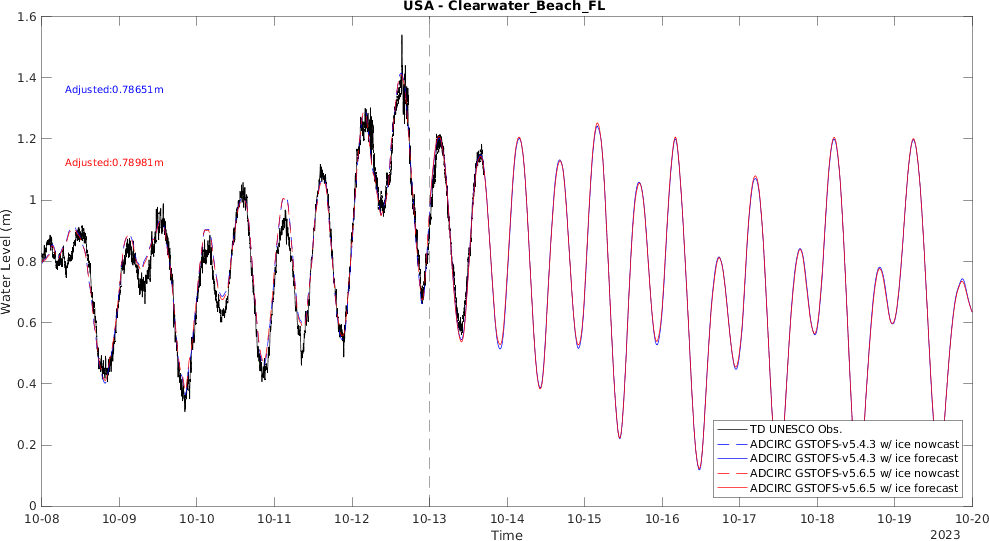 USA - Clearwater_Beach_FL
Water Level (m)
1.6
1.4
1.2
1
0.8
0.6
0.4
0.2
0
Adjusted:0.78651m
Adjusted:0.78981m
TD UNESCO Obs.
ADCIRC GSTOFS-v5.4.3 w/ ice nowcast
ADCIRC GSTOFS-v5.4.3 w/ ice forecast
ADCIRC GSTOFS-v5.6.5 w/ ice nowcast
ADCIRC GSTOFS-v5.6.5 w/ ice forecast
10-08 10-09 10-10 10-11 10-12 10-13 10-14 10-15 10-16 10-17 10-18 10-19 10-20
Time
2023